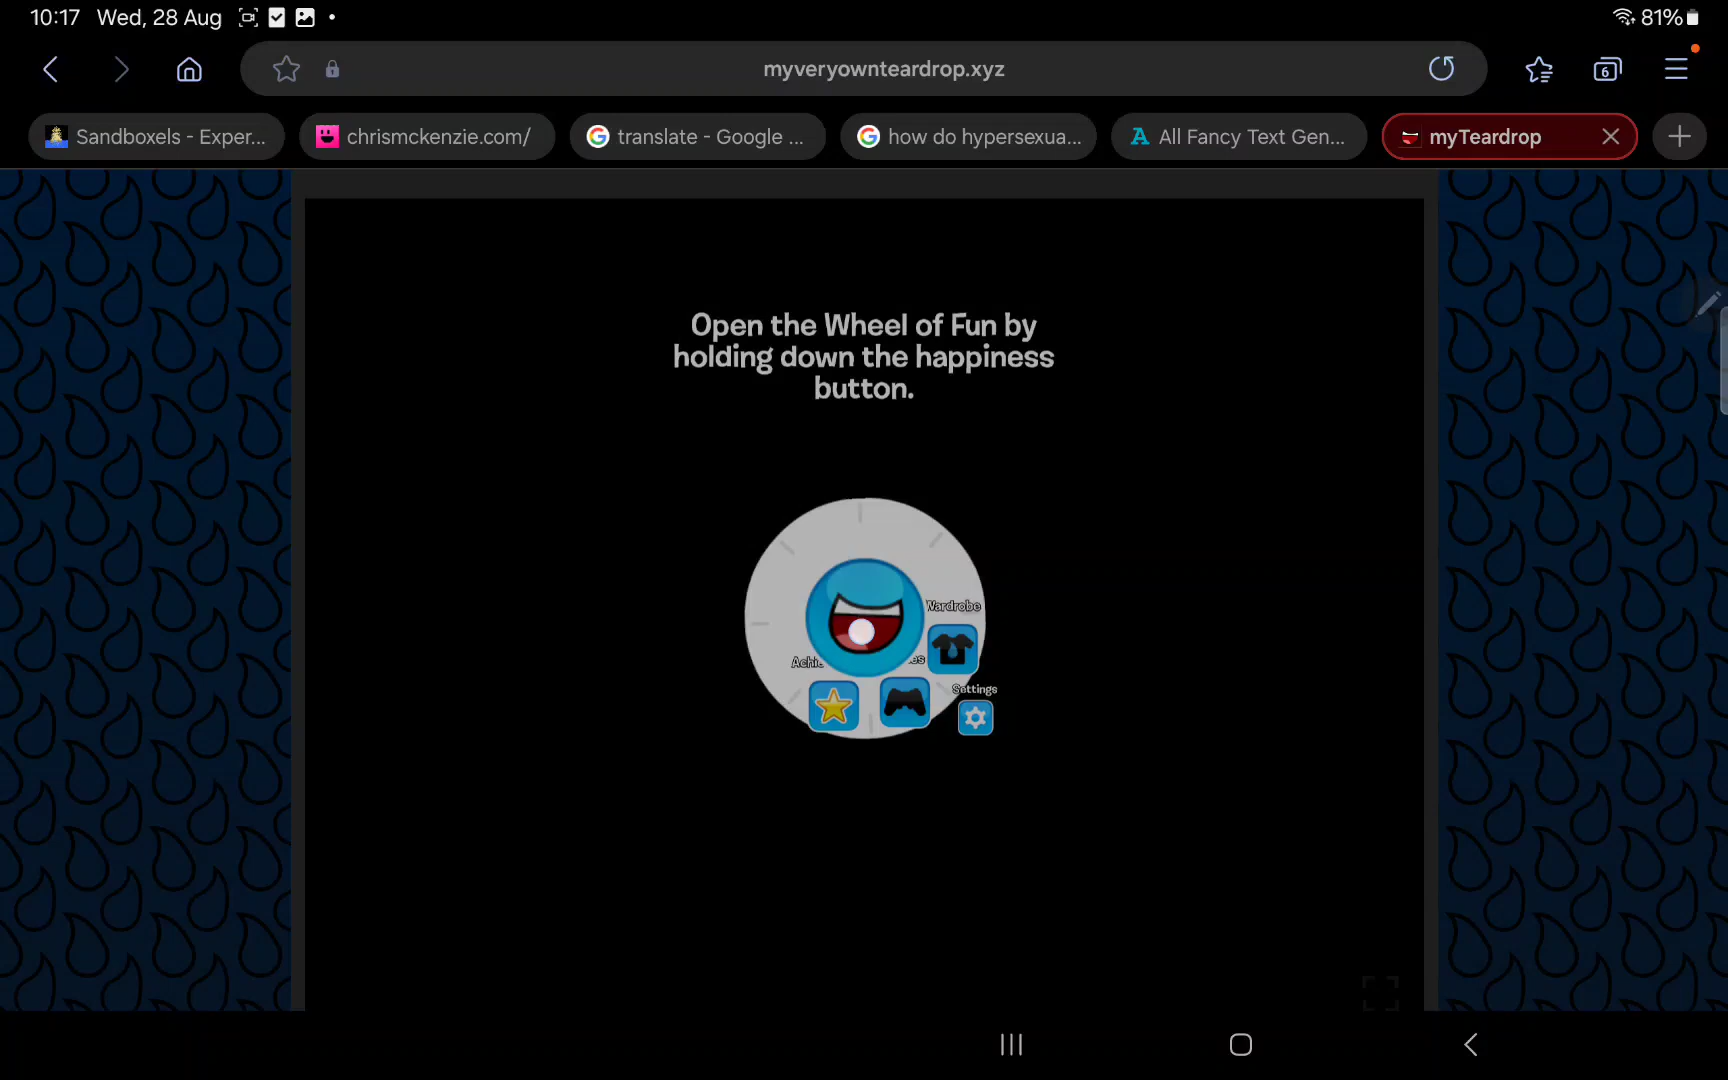 10:17 Wed, 28 Aug
81%
myveryownteardrop.xyz
6
Sandboxels - Exper...
chrismckenzie.com/
translate - Google ...
how do hypersexua...
All Fancy Text Gen...
myTeardrop
Open the Wheel of Fun by
holding down the happiness
button.
Wardrobe
Settings